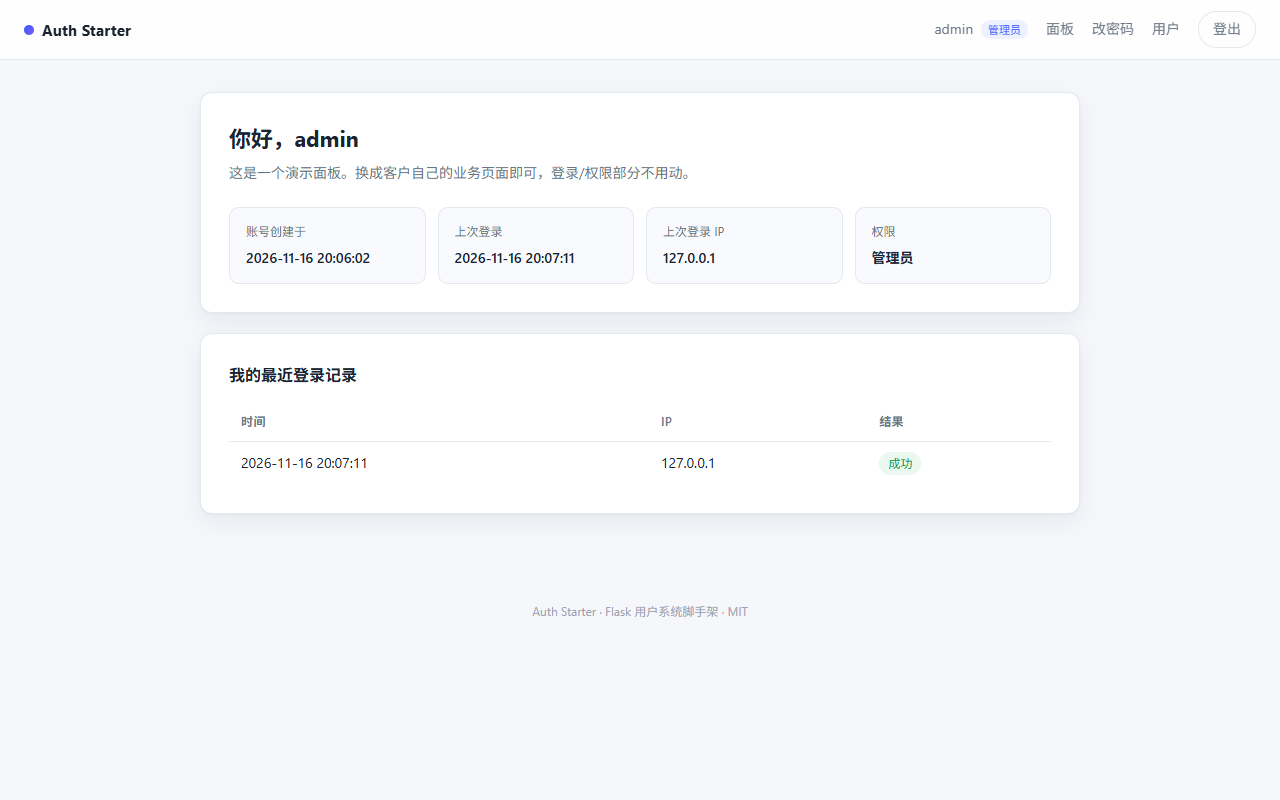 Auth Starter
admin 管理员 面板 改密码 用户 登出
你好，admin
这是一个演示面板。换成客户自己的业务页面即可，登录/权限部分不用动。
账号创建于
2026-11-16 20:06:02
上次登录
2026-11-16 20:07:11
上次登录 IP
127.0.0.1
权限
管理员
我的最近登录记录
时间 IP 结果
2026-11-16 20:07:11 127.0.0.1 成功
Auth Starter · Flask 用户系统脚手架 · MIT